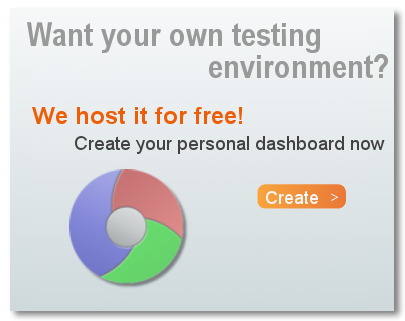 Want your own testing
environment?
We host it for free!
Create your personal dashboard now
Create >